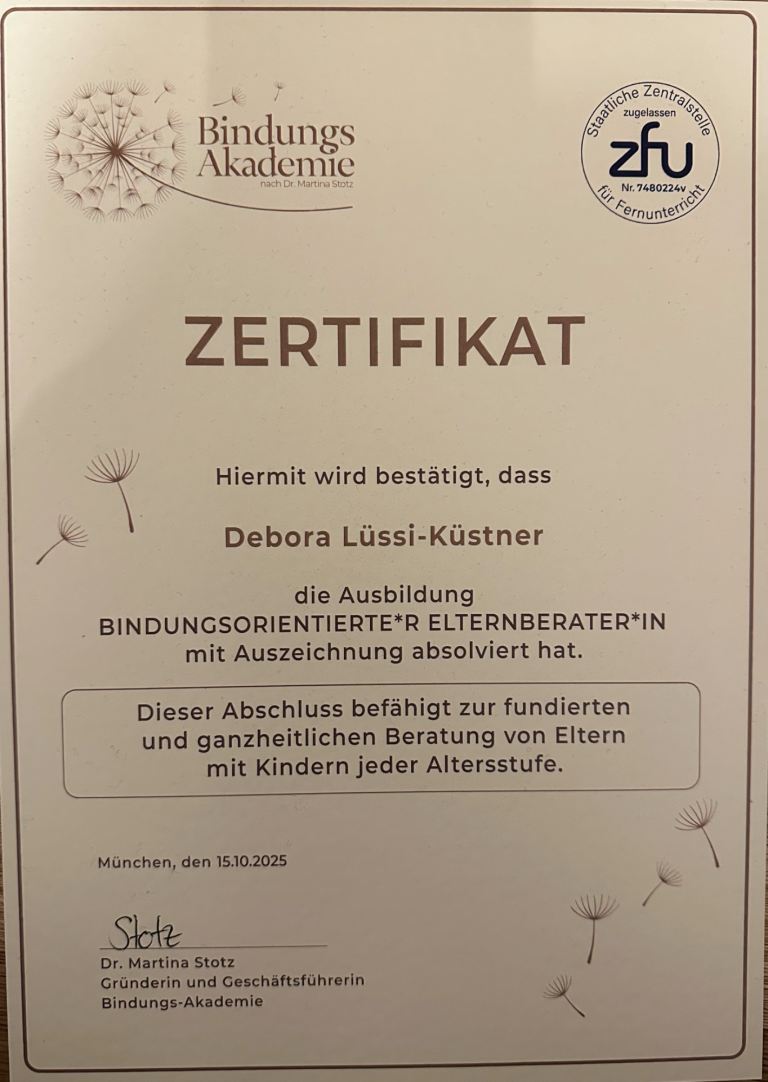 Bindungs
Akademie
nach Dr. Martina Stotz
Staatliche Zentralstelle
zugelassen
zfu
Nr. 7480224v
für Fernunterricht
ZERTIFIKAT
Hiermit wird bestätigt, dass
Debora Lüssi-Küstner
die Ausbildung
BINDUNGSORIENTIERTE*R ELTERNBERATER*IN
mit Auszeichnung absolviert hat.
Dieser Abschluss befähigt zur fundierten
und ganzheitlichen Beratung von Eltern
mit Kindern jeder Altersstufe.
München, den 15.10.2025
Stotz
Dr. Martina Stotz
Gründerin und Geschäftsführerin
Bindungs-Akademie